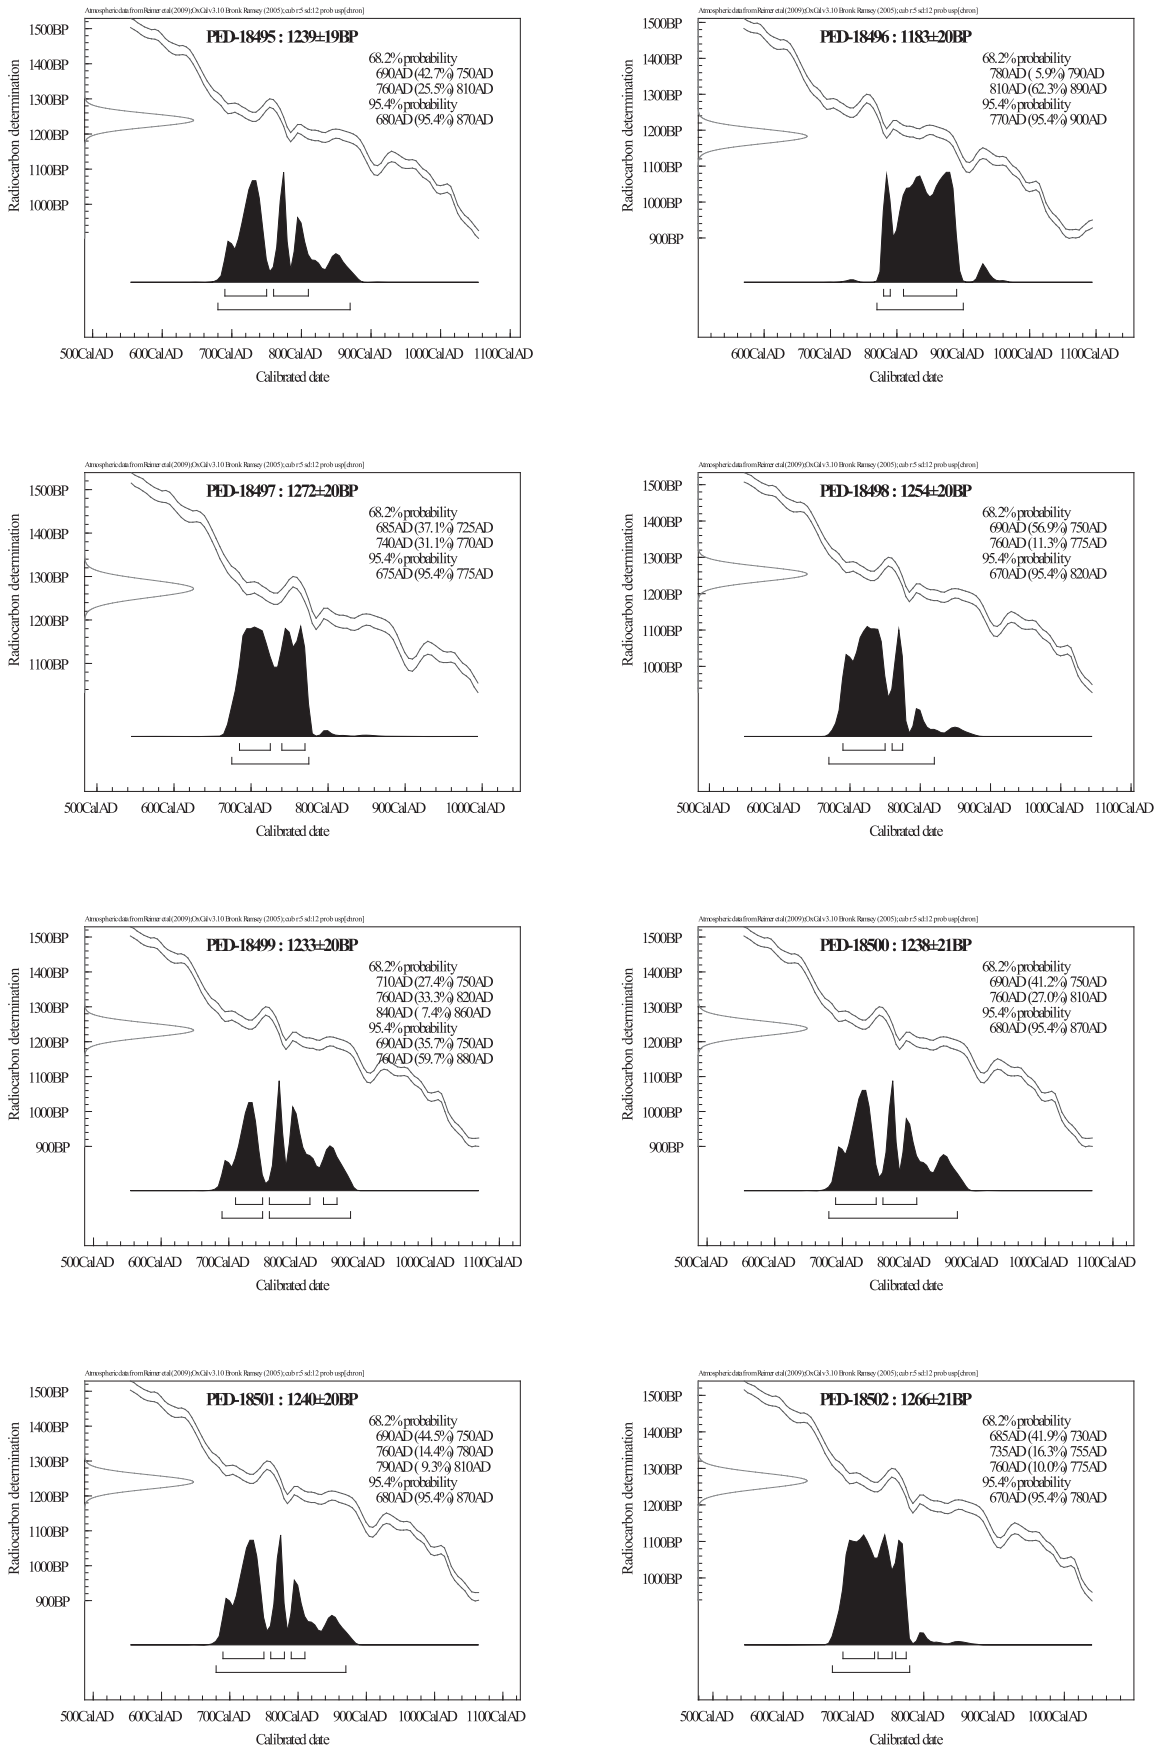 Atmospheric data from Reimer et al (2009);OxCal v3.10 Bronk Ramsey (2005); cub r:5 sd:12 prob usp[chron]
PED-18495 : 1239±19BP
68.2% probability
690AD (42.7%) 750AD
760AD (25.5%) 810AD
95.4% probability
680AD (95.4%) 870AD
1500BP
1400BP
1300BP
1200BP
1100BP
1000BP
Radiocarbon determination
500CalAD 600CalAD 700CalAD 800CalAD 900CalAD 1000CalAD 1100CalAD
Calibrated date
Atmospheric data from Reimer et al (2009);OxCal v3.10 Bronk Ramsey (2005); cub r:5 sd:12 prob usp[chron]
PED-18496 : 1183±20BP
68.2% probability
780AD ( 5.9%) 790AD
810AD (62.3%) 890AD
95.4% probability
770AD (95.4%) 900AD
1500BP
1400BP
1300BP
1200BP
1100BP
1000BP
900BP
Radiocarbon determination
600CalAD 700CalAD 800CalAD 900CalAD 1000CalAD 1100CalAD
Calibrated date
Atmospheric data from Reimer et al (2009);OxCal v3.10 Bronk Ramsey (2005); cub r:5 sd:12 prob usp[chron]
PED-18497 : 1272±20BP
68.2% probability
685AD (37.1%) 725AD
740AD (31.1%) 770AD
95.4% probability
675AD (95.4%) 775AD
1500BP
1400BP
1300BP
1200BP
1100BP
Radiocarbon determination
500CalAD 600CalAD 700CalAD 800CalAD 900CalAD 1000CalAD
Calibrated date
Atmospheric data from Reimer et al (2009);OxCal v3.10 Bronk Ramsey (2005); cub r:5 sd:12 prob usp[chron]
PED-18498 : 1254±20BP
68.2% probability
690AD (56.9%) 750AD
760AD (11.3%) 775AD
95.4% probability
670AD (95.4%) 820AD
1500BP
1400BP
1300BP
1200BP
1100BP
1000BP
Radiocarbon determination
500CalAD 600CalAD 700CalAD 800CalAD 900CalAD 1000CalAD 1100CalAD
Calibrated date
Atmospheric data from Reimer et al (2009);OxCal v3.10 Bronk Ramsey (2005); cub r:5 sd:12 prob usp[chron]
PED-18499 : 1233±20BP
68.2% probability
710AD (27.4%) 750AD
760AD (33.3%) 820AD
840AD ( 7.4%) 860AD
95.4% probability
690AD (35.7%) 750AD
760AD (59.7%) 880AD
1500BP
1400BP
1300BP
1200BP
1100BP
1000BP
900BP
Radiocarbon determination
500CalAD 600CalAD 700CalAD 800CalAD 900CalAD 1000CalAD 1100CalAD
Calibrated date
Atmospheric data from Reimer et al (2009);OxCal v3.10 Bronk Ramsey (2005); cub r:5 sd:12 prob usp[chron]
PED-18500 : 1238±21BP
68.2% probability
690AD (41.2%) 750AD
760AD (27.0%) 810AD
95.4% probability
680AD (95.4%) 870AD
1500BP
1400BP
1300BP
1200BP
1100BP
1000BP
900BP
Radiocarbon determination
500CalAD 600CalAD 700CalAD 800CalAD 900CalAD 1000CalAD 1100CalAD
Calibrated date
Atmospheric data from Reimer et al (2009);OxCal v3.10 Bronk Ramsey (2005); cub r:5 sd:12 prob usp[chron]
PED-18501 : 1240±20BP
68.2% probability
690AD (44.5%) 750AD
760AD (14.4%) 780AD
790AD ( 9.3%) 810AD
95.4% probability
680AD (95.4%) 870AD
1500BP
1400BP
1300BP
1200BP
1100BP
1000BP
900BP
Radiocarbon determination
500CalAD 600CalAD 700CalAD 800CalAD 900CalAD 1000CalAD 1100CalAD
Calibrated date
Atmospheric data from Reimer et al (2009);OxCal v3.10 Bronk Ramsey (2005); cub r:5 sd:12 prob usp[chron]
PED-18502 : 1266±21BP
68.2% probability
685AD (41.9%) 730AD
735AD (16.3%) 755AD
760AD (10.0%) 775AD
95.4% probability
670AD (95.4%) 780AD
1500BP
1400BP
1300BP
1200BP
1100BP
1000BP
Radiocarbon determination
500CalAD 600CalAD 700CalAD 800CalAD 900CalAD 1000CalAD
Calibrated date